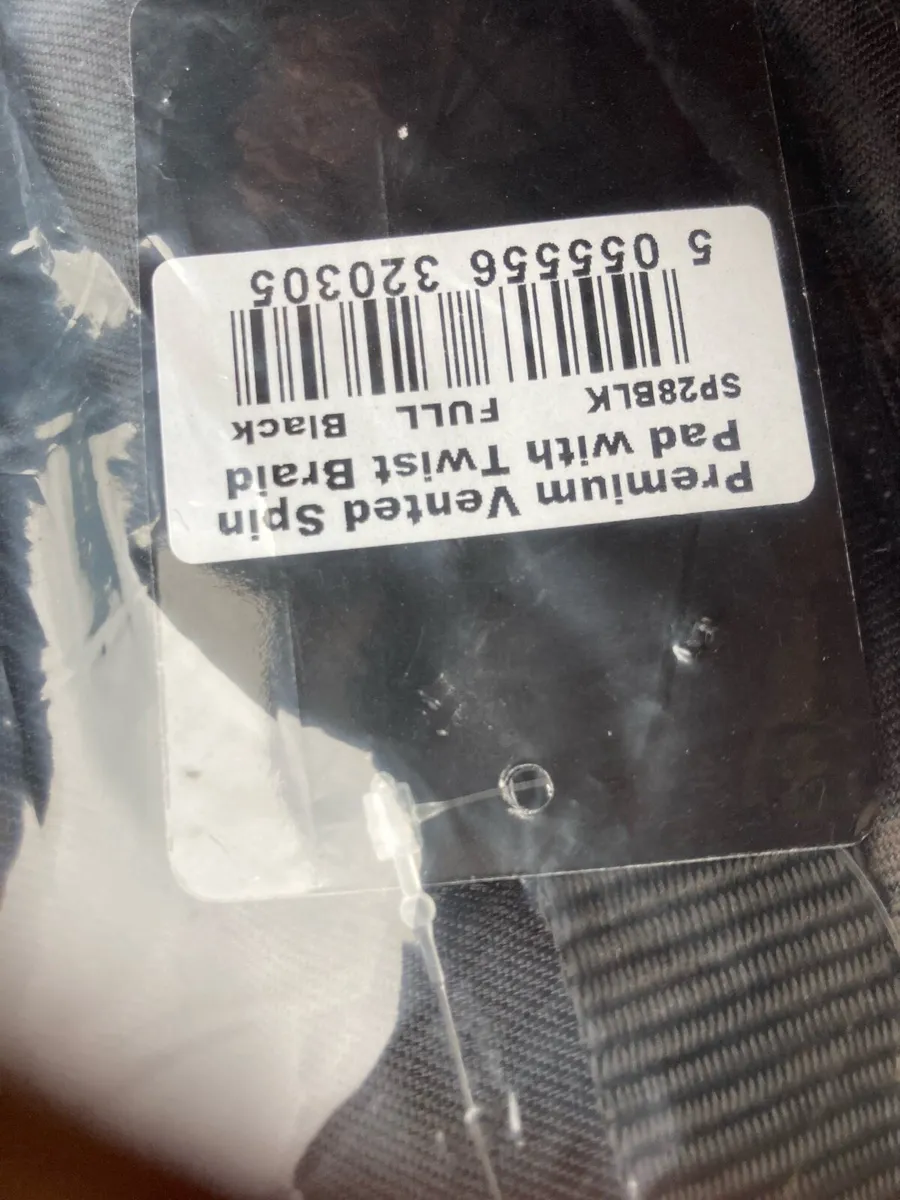 Premium Vented Spin
Pad with Twist Braid
SP28BLK FULL Black
5 055556 320305